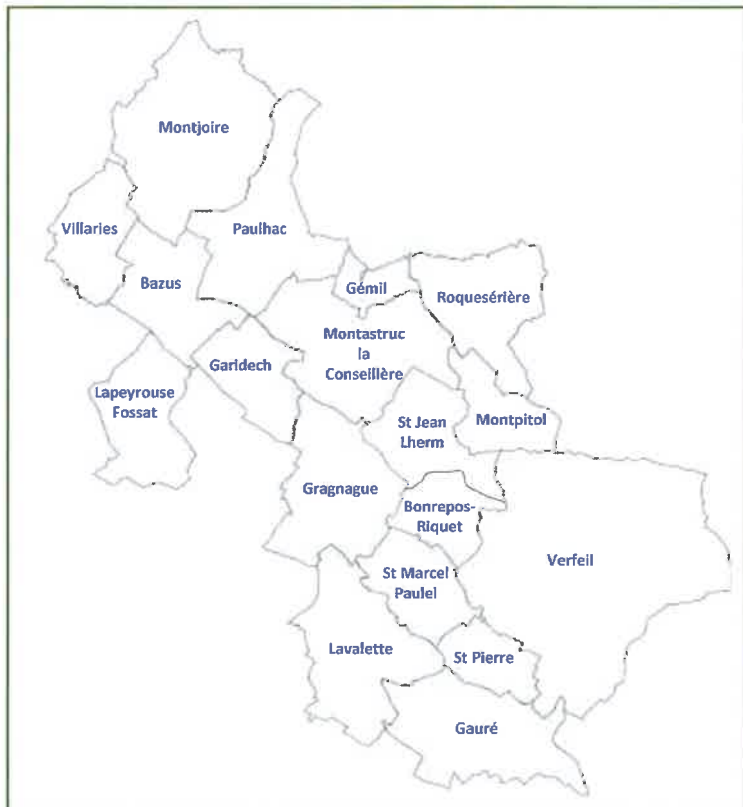 Montjoire
Villaries
Paulhac
Bazus
Gémil
Roquesérière
Montastruc
la
Conseillère
Garidech
Lapeyrouse
Fossat
St Jean
Lherm
Montpitol
Gragnague
Bonrepos-
Riquet
Verfeil
St Marcel
Paulel
Lavalette
St Pierre
Gauré